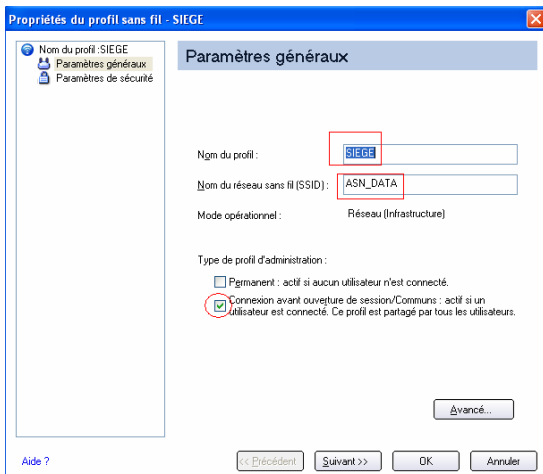 Propriétés du profil sans fil - SIEGE
Nom du profil :SIEGE
Paramètres généraux
Paramètres de sécurité
Paramètres généraux
Nom du profil :
SIEGE
Nom du réseau sans fil (SSID) :
ASN_DATA
Mode opérationnel :
Réseau (Infrastructure)
Type de profil d'administration :
Permanent : actif si aucun utilisateur n'est connecté.
Connexion avant ouverture de session/Communs : actif si un
utilisateur est connecté. Ce profil est partagé par tous les utilisateurs.
Avancé...
Aide ?
<< Précédent
Suivant >>
OK
Annuler